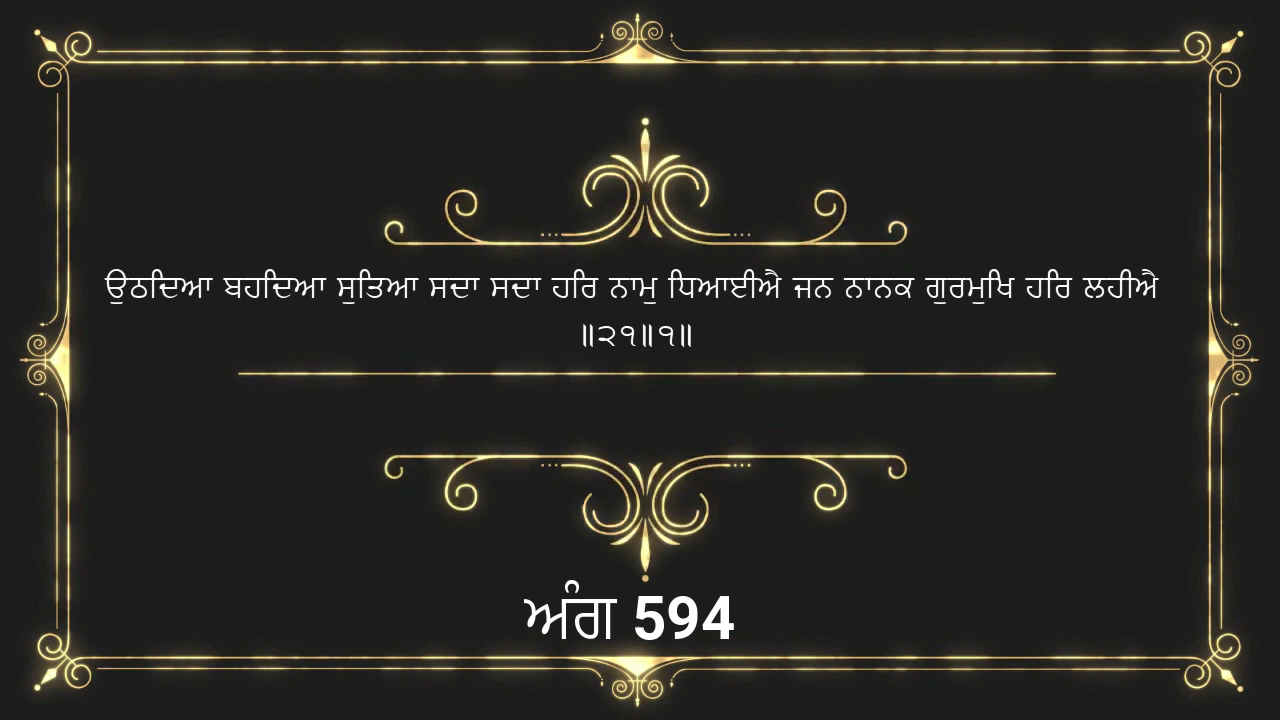 ਉਠਦਿਆ ਬਹਦਿਆ ਸੁਤਿਆ ਸਦਾ ਸਦਾ ਹਰਿ ਨਾਮੁ ਧਿਆਈਐ ਜਨ ਨਾਨਕ ਗੁਰਮੁਖਿ ਹਰਿ ਲਹੀਐ
॥੨੧॥੧॥
ਅੰਗ 594